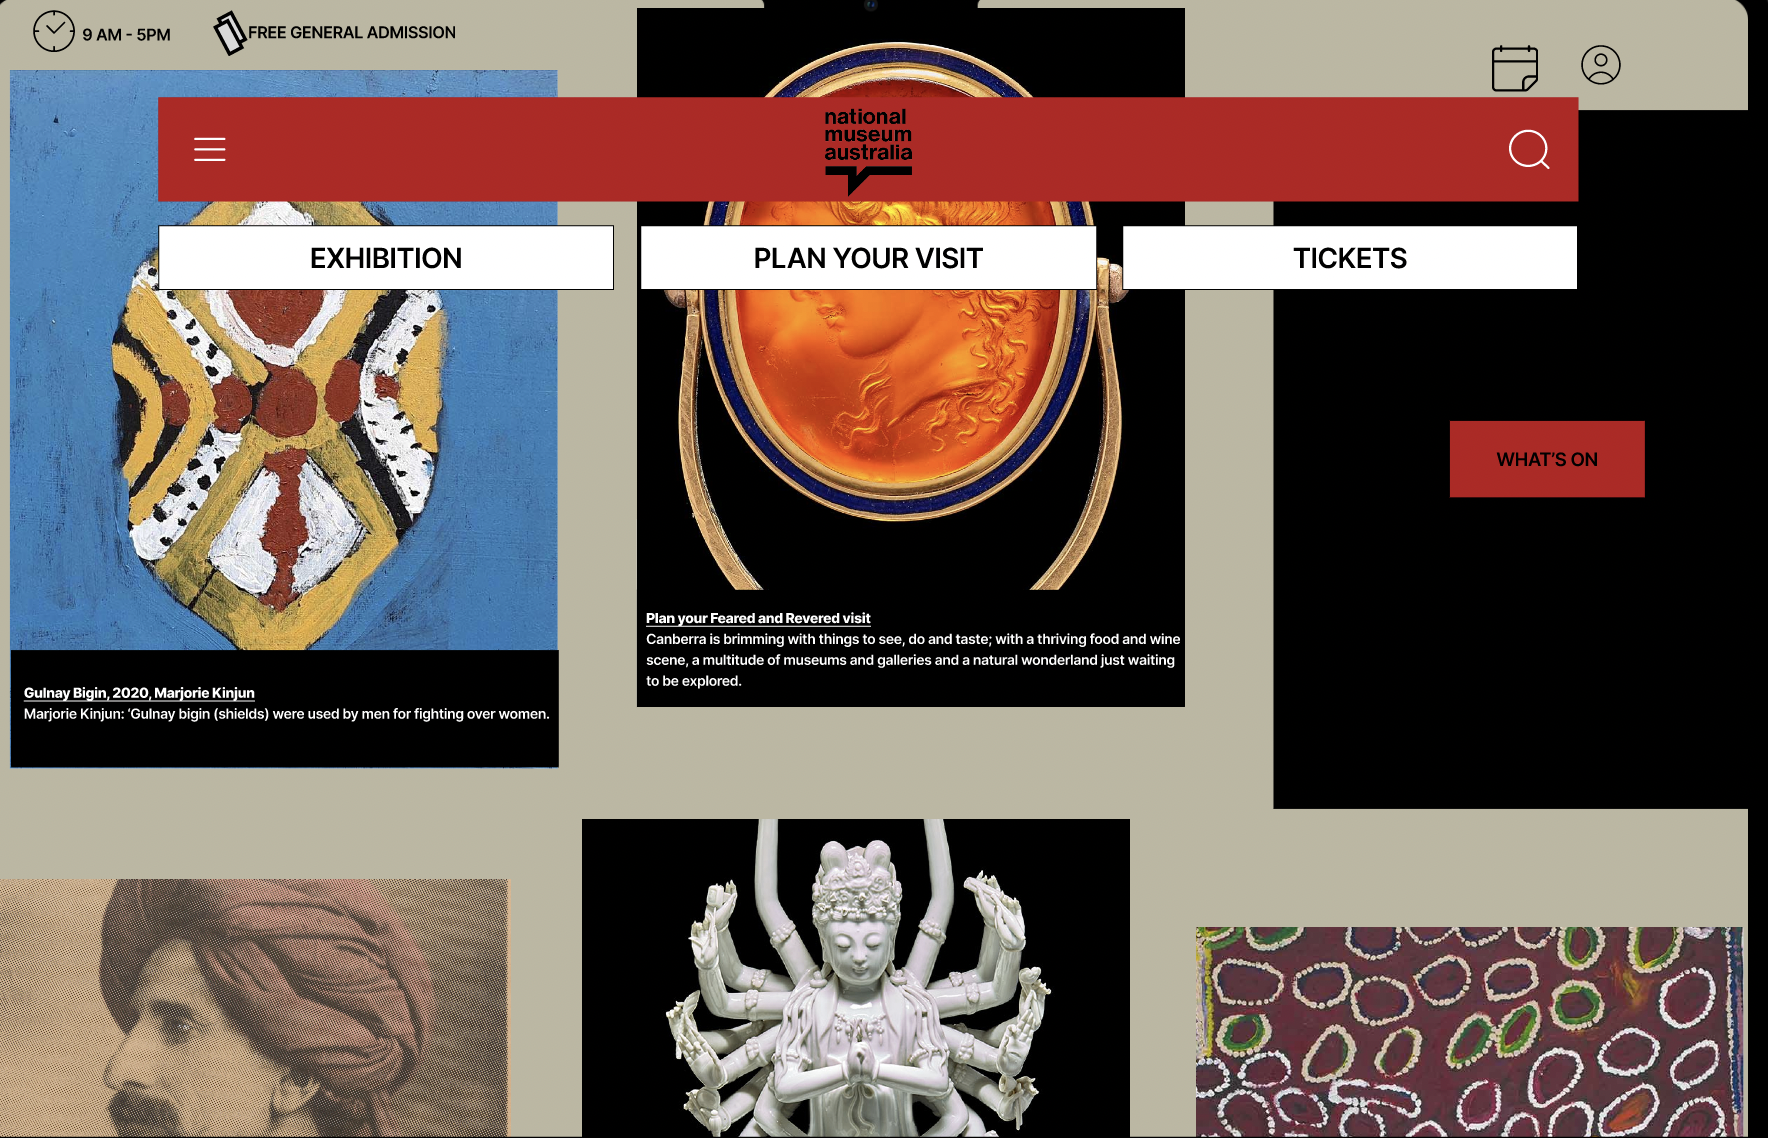 9 AM - 5PM
FREE GENERAL ADMISSION
national
museum
australia
EXHIBITION
PLAN YOUR VISIT
TICKETS
WHAT'S ON
Plan your Feared and Revered visit
Canberra is brimming with things to see, do and taste; with a thriving food and wine
scene, a multitude of museums and galleries and a natural wonderland just waiting
to be explored.
Gulnay Bigin, 2020, Marjorie Kinjun
Marjorie Kinjun: ‘Gulnay bigin (shields) were used by men for fighting over women.